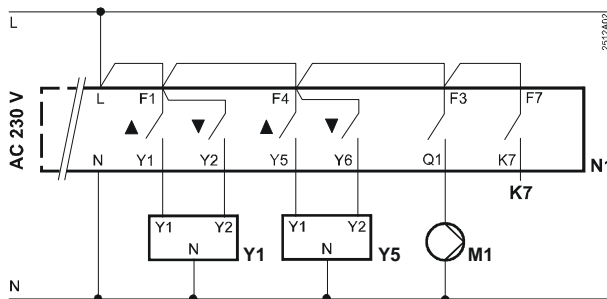 L
2512A02
AC 230 V
L F1 F4 F3 F7
▲ ▼ ▲ ▼
N Y1 Y2 Y5 Y6 Q1 K7 N1
K7
Y1 Y2 Y1 Y2
N Y1 N Y5 M1
N